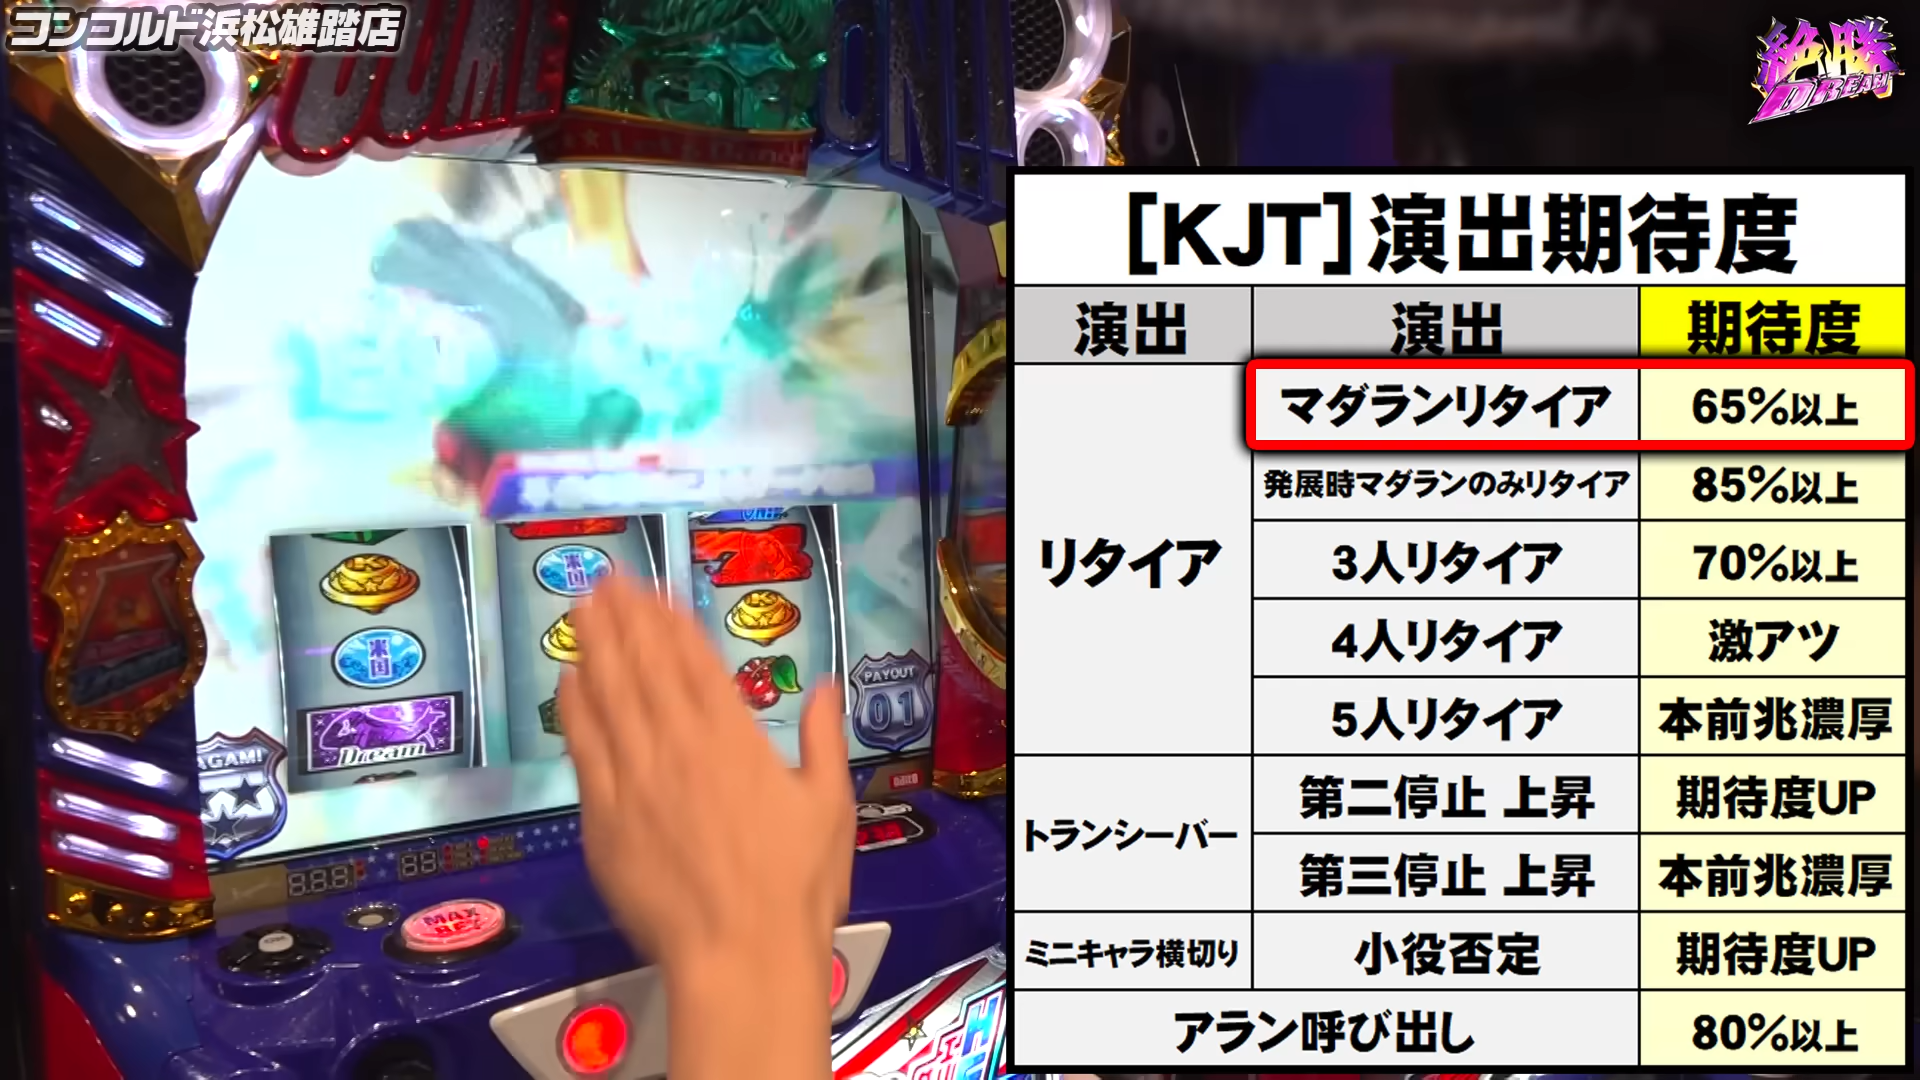 コンコルド浜松雄踏店
絶勝
DREAM
[KJT]演出期待度
演出 演出 期待度
リタイア
マダランリタイア 65%以上
発展時マダランのみリタイア 85%以上
3人リタイア 70%以上
4人リタイア 激アツ
5人リタイア 本前兆濃厚
トランシーバー
第二停止 上昇 期待度UP
第三停止 上昇 本前兆濃厚
ミニキャラ横切り 小役否定 期待度UP
アラン呼び出し 80%以上
米国
米国
Dream
PAYOUT
01
AGAMI
MAX
BET